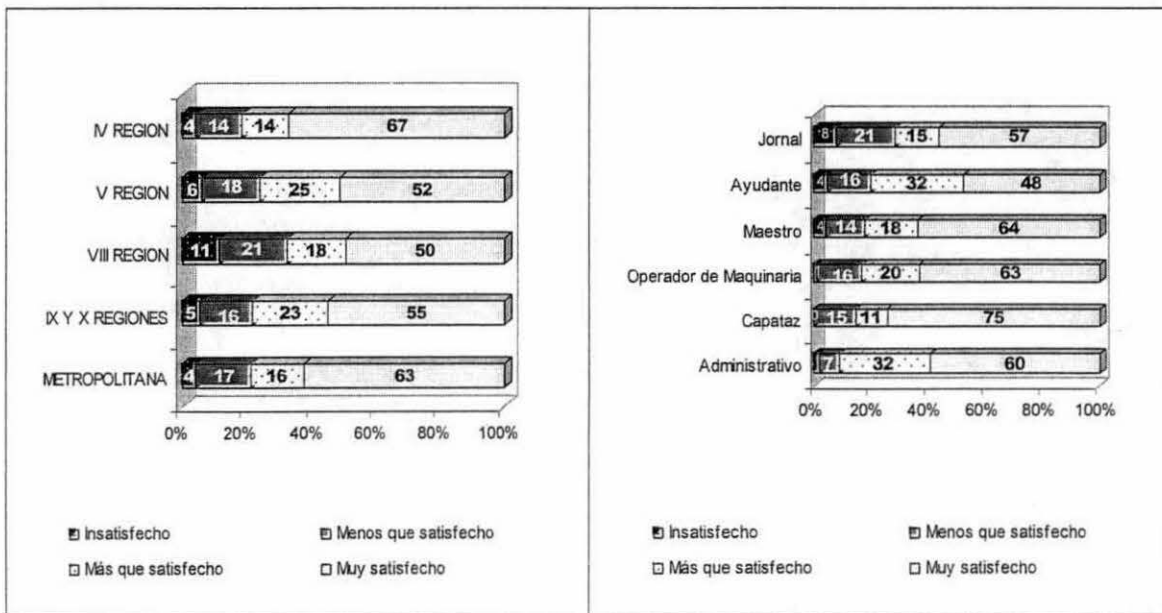 IV REGION 4 14 14 67
V REGION 6 18 25 52
VIII REGION 11 21 18 50
IX Y X REGIONES 5 16 23 55
METROPOLITANA 4 17 16 63
0% 20% 40% 60% 80% 100%
Insatisfecho Menos que satisfecho
Más que satisfecho Muy satisfecho
Jornal 8 21 15 57
Ayudante 4 16 32 48
Maestro 4 14 18 64
Operador de Maquinaria 16 20 63
Capataz 0 15 11 75
Administrativo 7 32 60
0% 20% 40% 60% 80% 100%
Insatisfecho Menos que satisfecho
Más que satisfecho Muy satisfecho